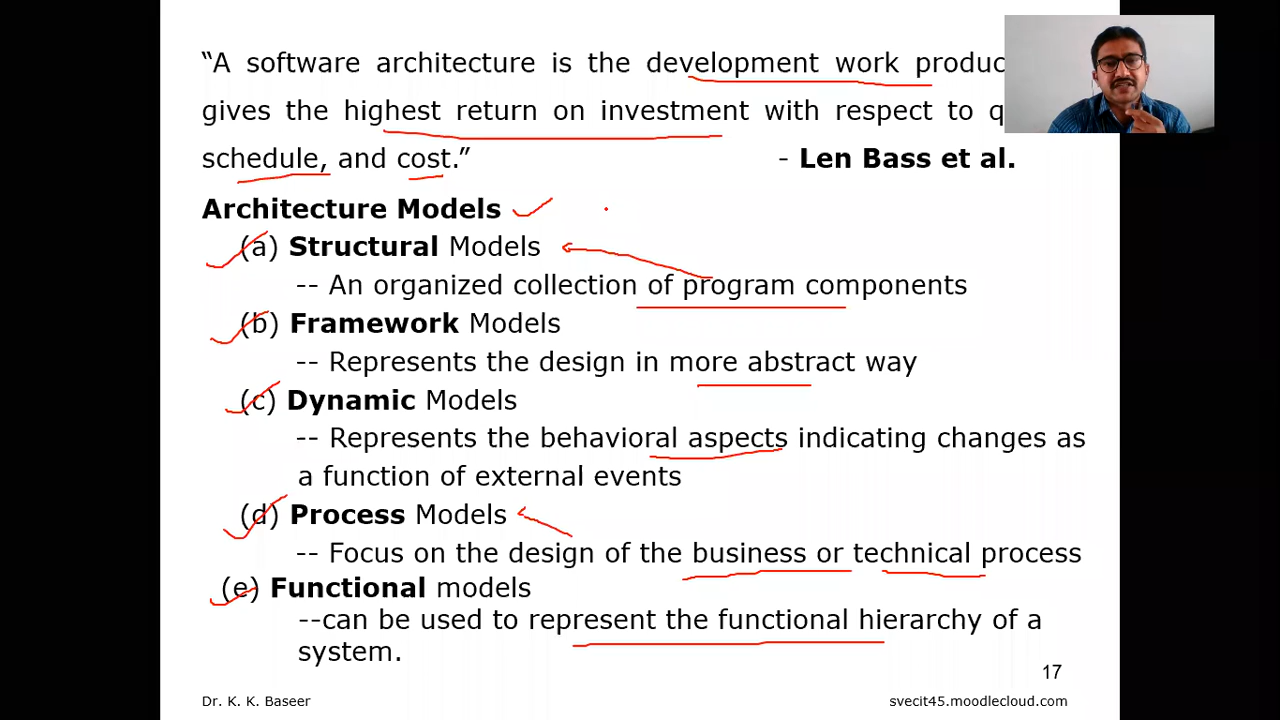 “A software architecture is the development work produc
gives the highest return on investment with respect to q
schedule, and cost.” - Len Bass et al.
Architecture Models
(a) Structural Models
-- An organized collection of program components
(b) Framework Models
-- Represents the design in more abstract way
(c) Dynamic Models
-- Represents the behavioral aspects indicating changes as
a function of external events
(d) Process Models
-- Focus on the design of the business or technical process
(e) Functional models
--can be used to represent the functional hierarchy of a
system.
17
Dr. K. K. Baseer svecit45.moodlecloud.com